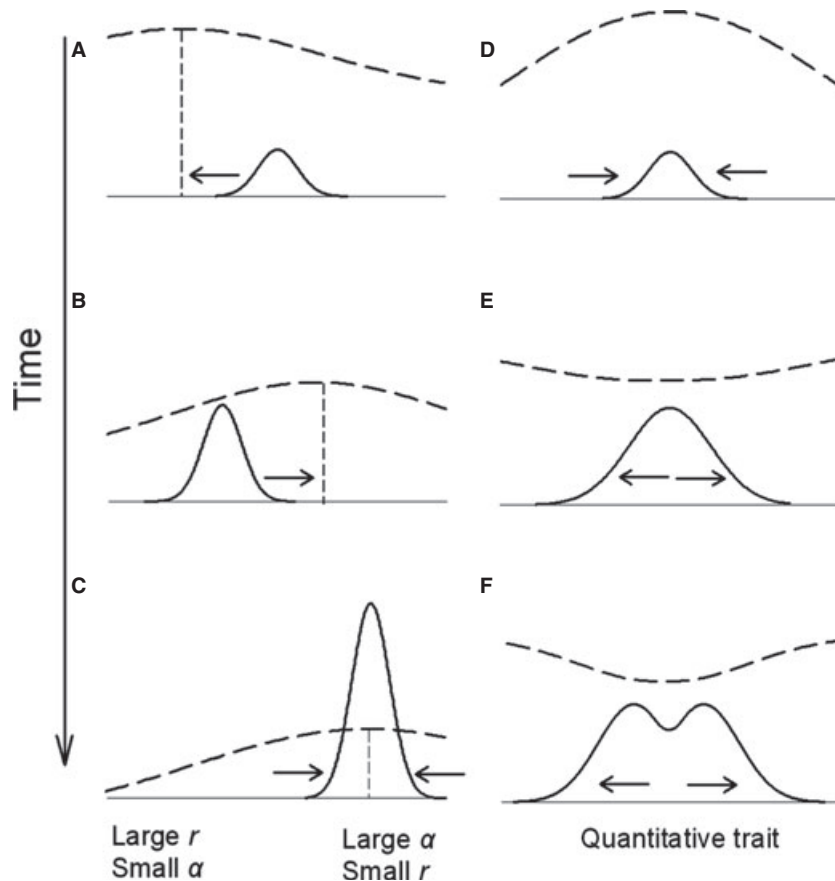 A
D
B
E
Time
C
F
Large r
Small α
Large α
Small r
Quantitative trait